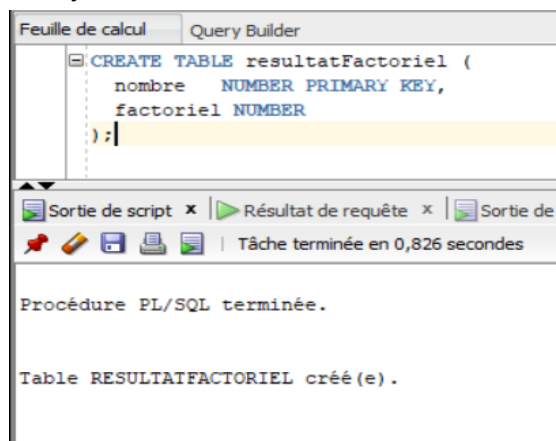 Feuille de calcul Query Builder
CREATE TABLE resultatFactoriel (
nombre NUMBER PRIMARY KEY,
factoriel NUMBER
);
Sortie de script x Résultat de requête x Sortie de
Tâche terminée en 0,826 secondes
Procédure PL/SQL terminée.
Table RESULTATFACTORIEL créé(e).